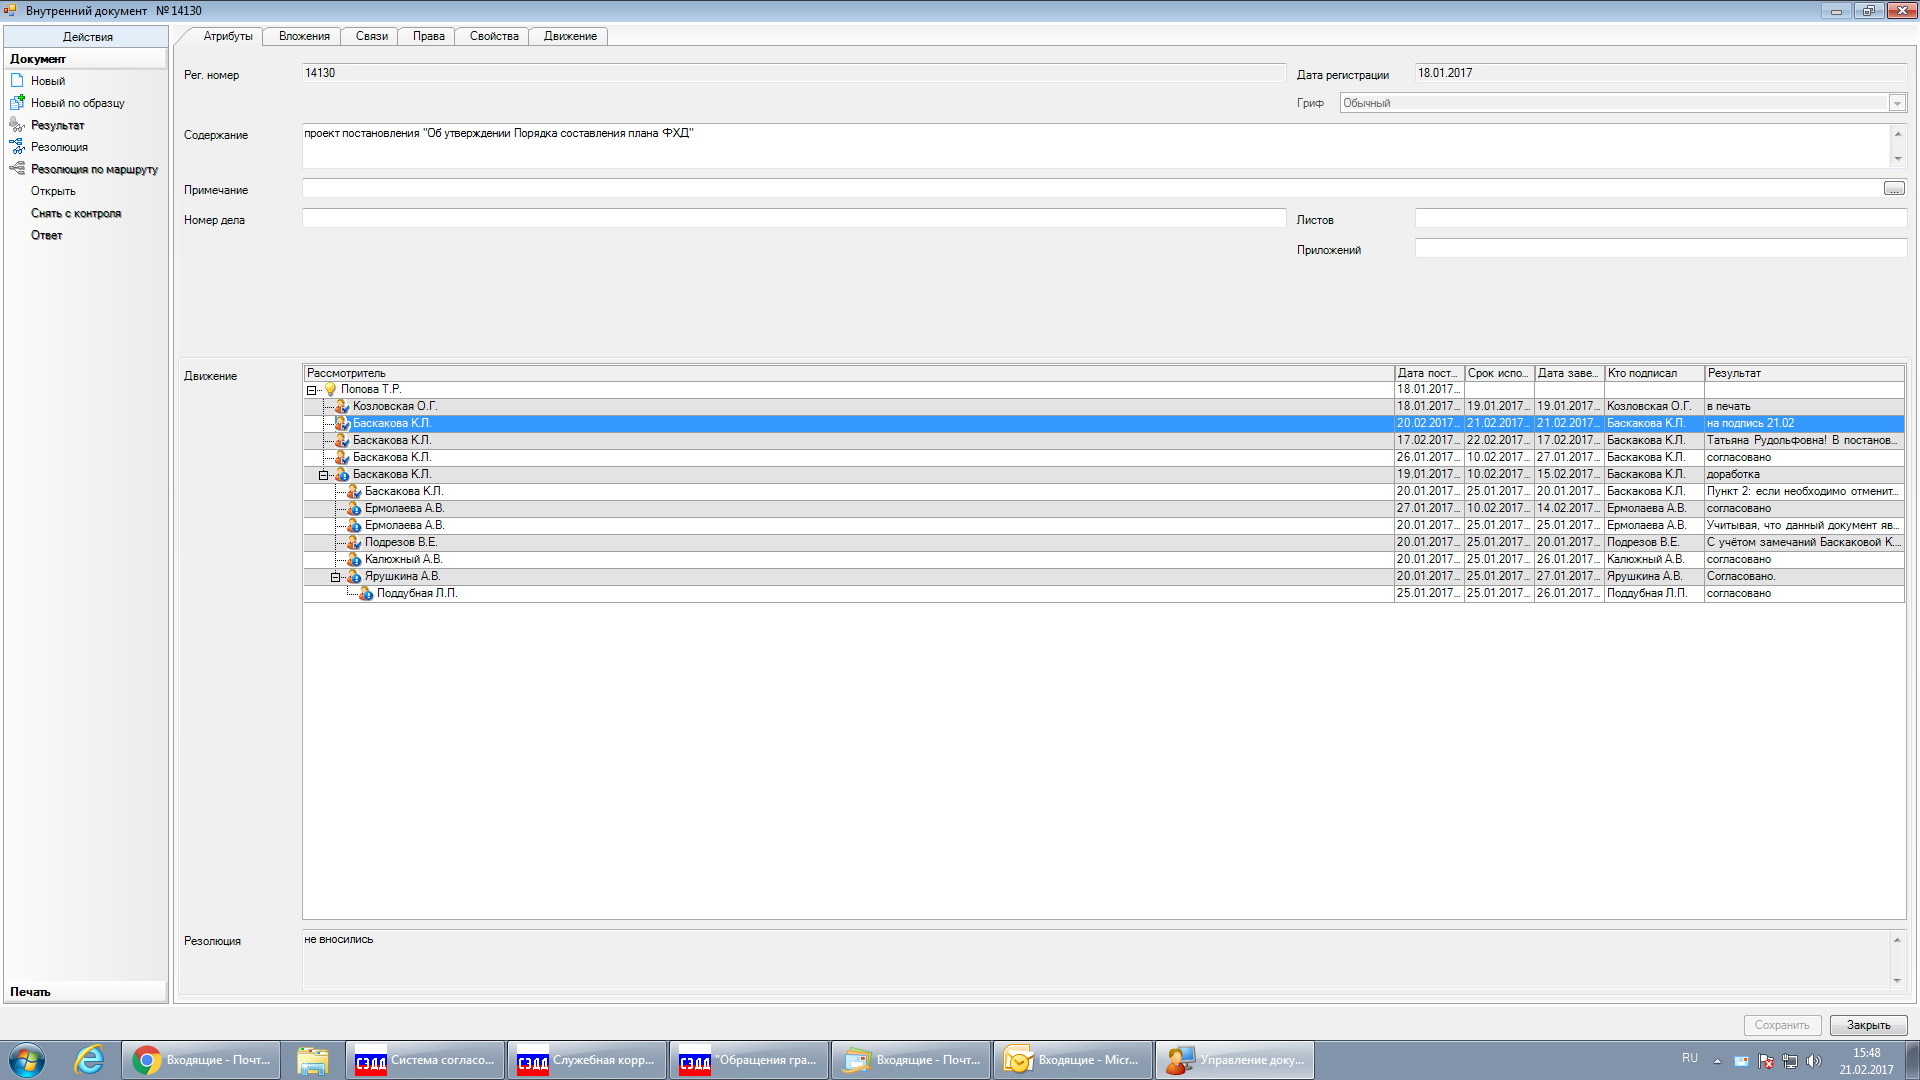 Внутренний документ № 14130
Действия
Документ
Новый
Новый по образцу
Результат
Резолюция
Резолюция по маршруту
Открыть
Снять с контроля
Ответ
Печать
Атрибуты Вложения Связи Права Свойства Движение
Рег. номер 14130 Дата регистрации 18.01.2017
Гриф Обычный
Содержание проект постановления "Об утверждении Порядка составления плана ФХД"
Примечание ...
Номер дела Листов
Приложений
Движение
Рассмотритель Дата пост... Срок испо... Дата заве... Кто подписал Результат
Попова Т.Р. 18.01.2017...
Козловская О.Г. 18.01.2017... 19.01.2017... 19.01.2017... Козловская О.Г. в печать
Баскакова К.Л. 20.02.2017... 21.02.2017... 21.02.2017... Баскакова К.Л. на подпись 21.02
Баскакова К.Л. 17.02.2017... 22.02.2017... 17.02.2017... Баскакова К.Л. Татьяна Рудольфовна! В постанов...
Баскакова К.Л. 26.01.2017... 10.02.2017... 27.01.2017... Баскакова К.Л. согласовано
Баскакова К.Л. 19.01.2017... 10.02.2017... 15.02.2017... Баскакова К.Л. доработка
Баскакова К.Л. 20.01.2017... 25.01.2017... 20.01.2017... Баскакова К.Л. Пункт 2: если необходимо отменит...
Ермолаева А.В. 27.01.2017... 10.02.2017... 14.02.2017... Ермолаева А.В. согласовано
Ермолаева А.В. 20.01.2017... 25.01.2017... 25.01.2017... Ермолаева А.В. Учитывая, что данный документ яв...
Подрезов В.Е. 20.01.2017... 25.01.2017... 20.01.2017... Подрезов В.Е. С учётом замечаний Баскаковой К....
Калюжный А.В. 20.01.2017... 25.01.2017... 26.01.2017... Калюжный А.В. согласовано
Ярушкина А.В. 20.01.2017... 25.01.2017... 27.01.2017... Ярушкина А.В. Согласовано.
Поддубная Л.П. 25.01.2017... 25.01.2017... 26.01.2017... Поддубная Л.П. согласовано
Резолюция не вносились
Сохранить Закрыть
Входящие - Почт... СЭДД Система согласо... СЭДД Служебная корр... СЭДД "Обращения гра... Входящие - Почт... Входящие - Micr... Управление доку... RU 15:48
21.02.2017